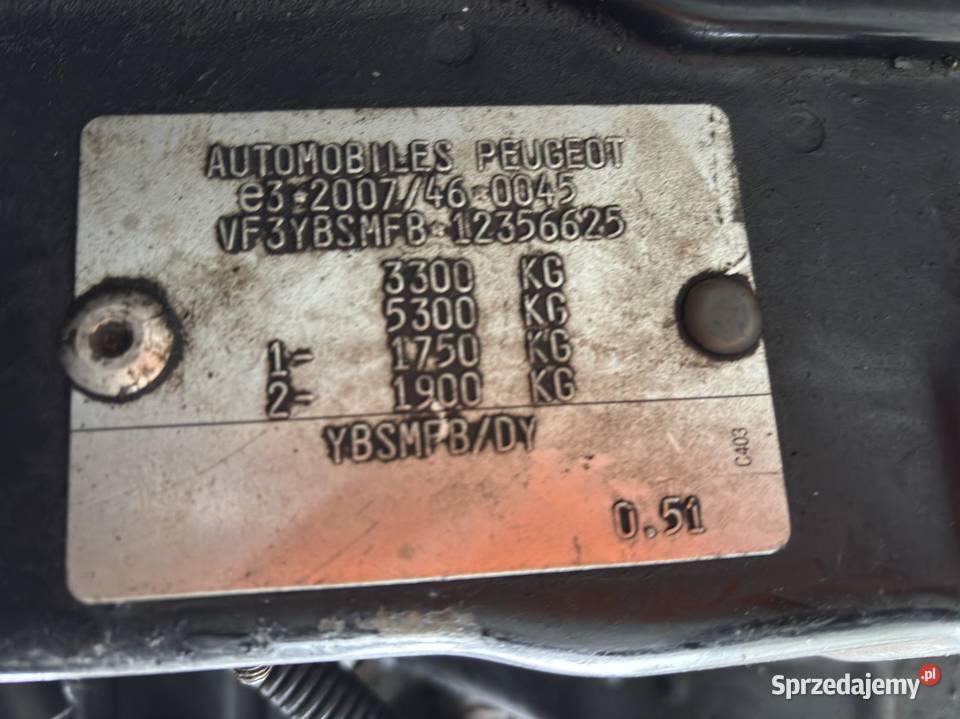 AUTOMOBILES PEUGEOT
e3*2007/46*0045
VF3YBSMFB*12356625
3300 KG
5300 KG
1- 1750 KG
2- 1900 KG
YBSMFB/DY
C403
0.51
Sprzedajemy.pl